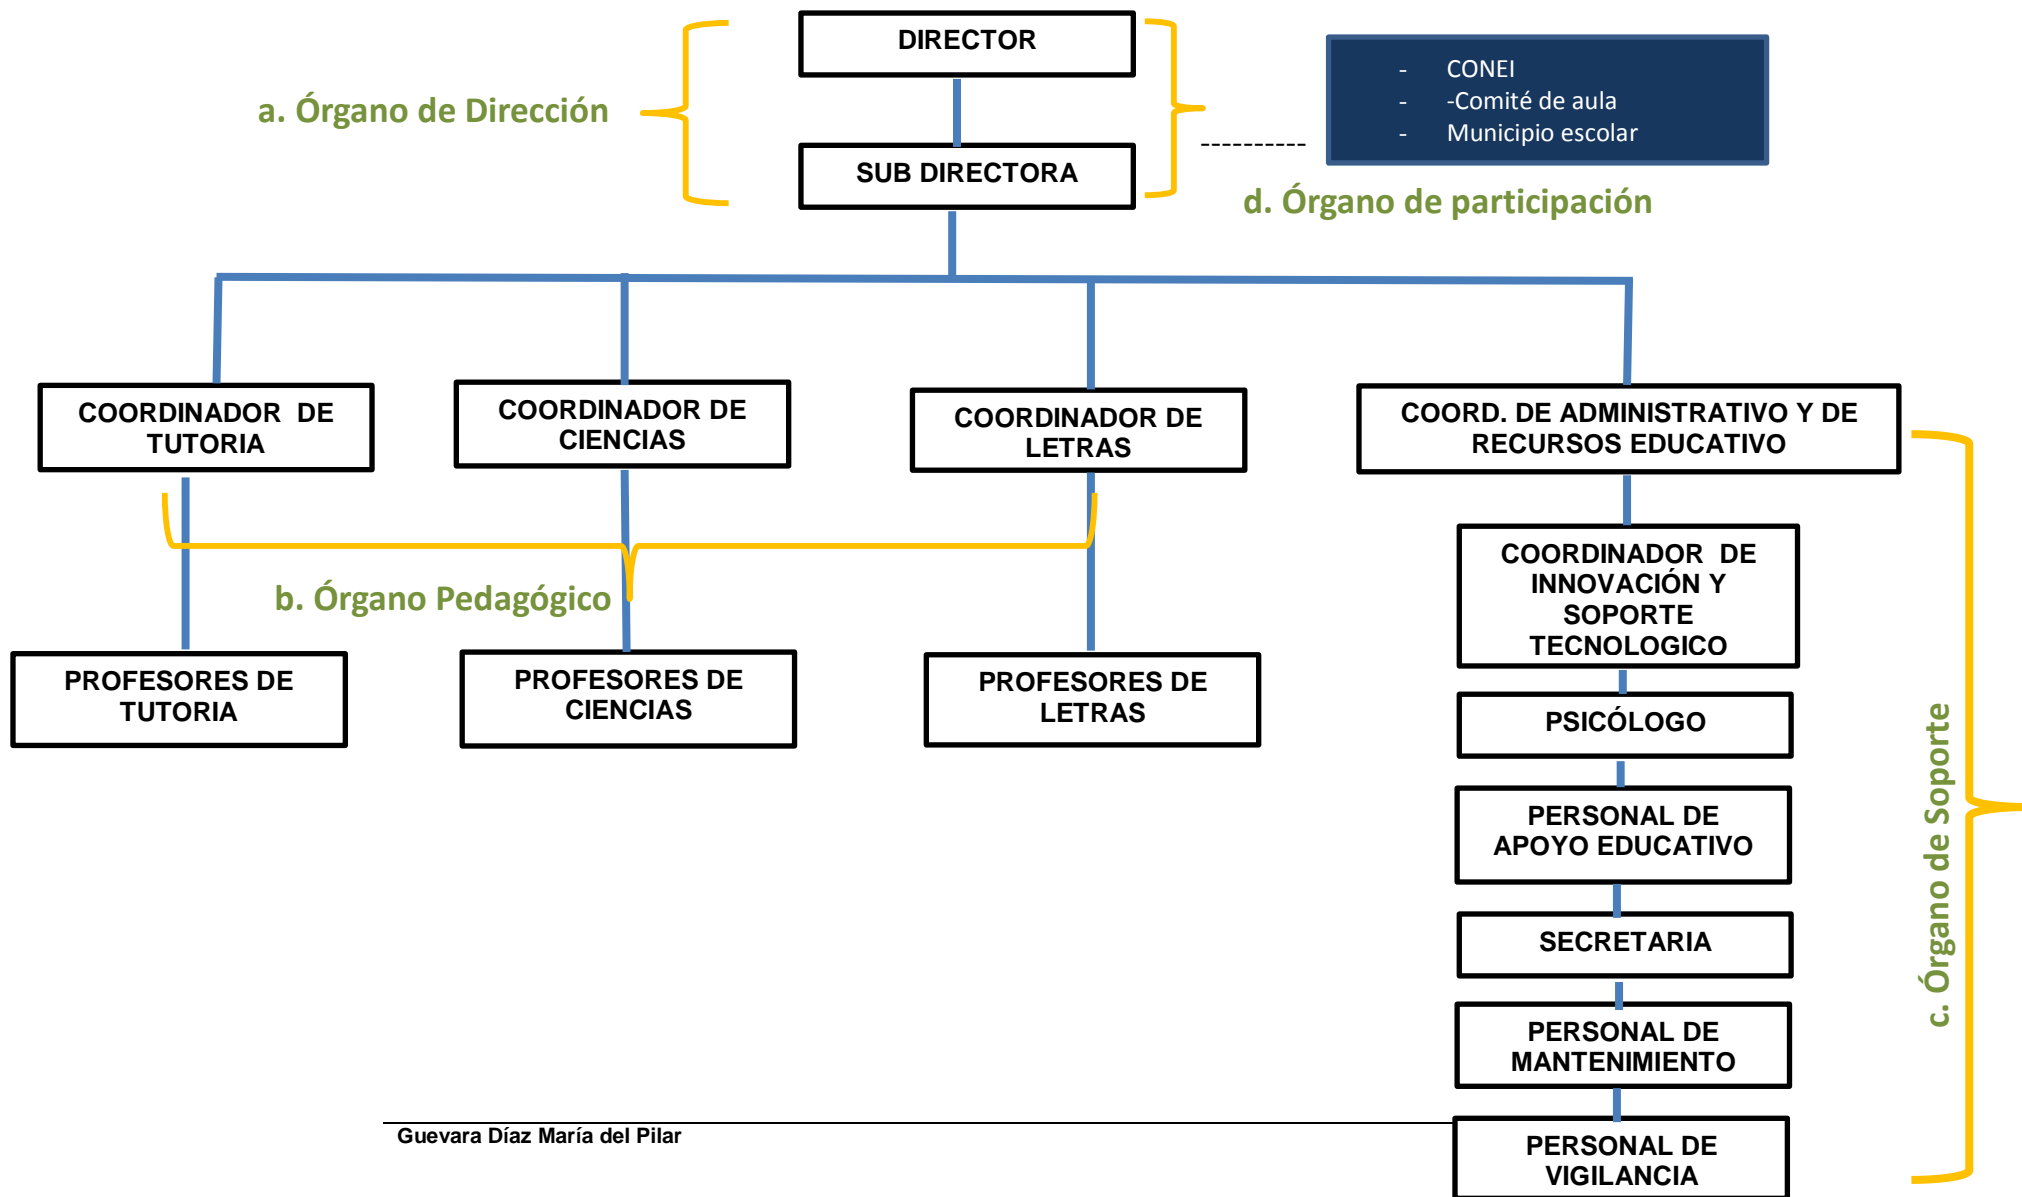 DIRECTOR
a. Órgano de Dirección
- CONEI
- -Comité de aula
- Municipio escolar
----------
SUB DIRECTORA
d. Órgano de participación
COORDINADOR DE
TUTORIA
COORDINADOR DE
CIENCIAS
COORDINADOR DE
LETRAS
COORD. DE ADMINISTRATIVO Y DE
RECURSOS EDUCATIVO
b. Órgano Pedagógico
PROFESORES DE
TUTORIA
PROFESORES DE
CIENCIAS
PROFESORES DE
LETRAS
COORDINADOR DE
INNOVACIÓN Y
SOPORTE
TECNOLOGICO
PSICÓLOGO
PERSONAL DE
APOYO EDUCATIVO
SECRETARIA
PERSONAL DE
MANTENIMIENTO
PERSONAL DE
VIGILANCIA
c. Órgano de Soporte
Guevara Díaz María del Pilar